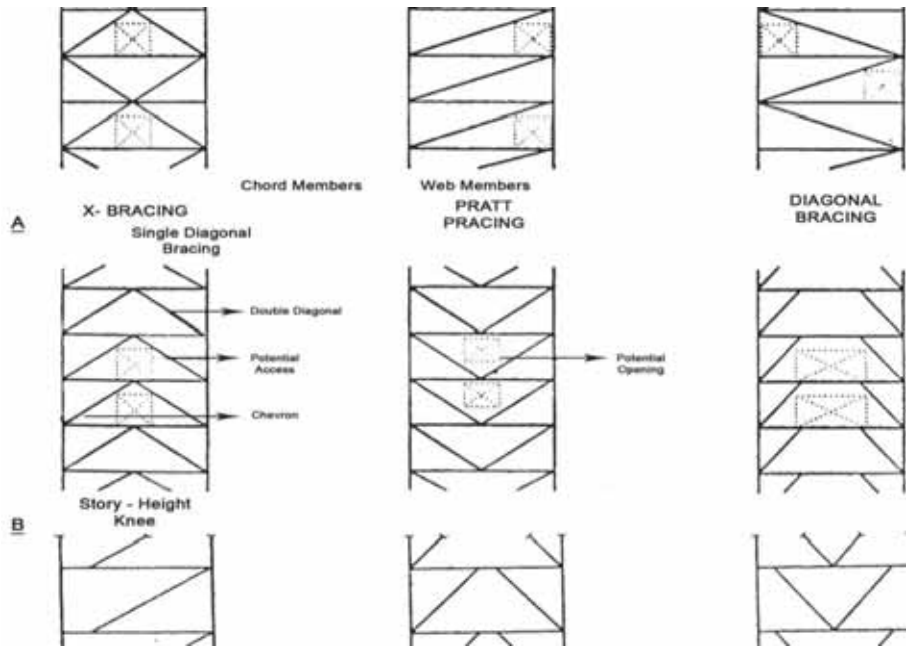 Chord Members
Web Members
X- BRACING
PRATT
PRACING
DIAGONAL
BRACING
A
Single Diagonal
Bracing
Double Diagonal
Potential
Access
Potential
Opening
Chevron
Story - Height
Knee
B